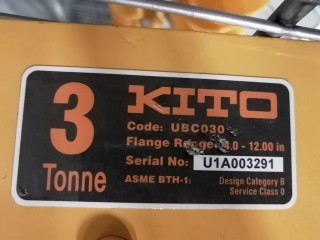 3
Tonne
KITO
Code: UBC030
Flange Range: 4.0 - 12.00 in
Serial No: U1A003291
ASME BTH-1: Design Category B
Service Class 0